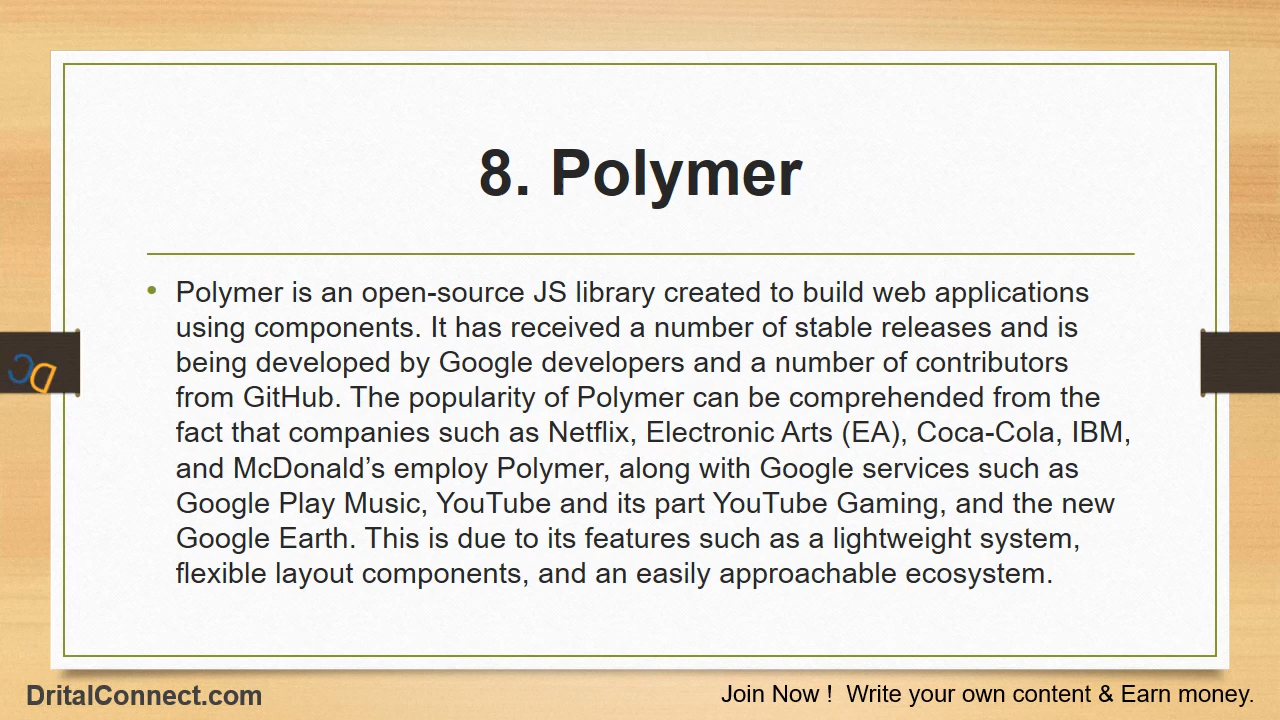 8. Polymer
• Polymer is an open-source JS library created to build web applications
using components. It has received a number of stable releases and is
being developed by Google developers and a number of contributors
from GitHub. The popularity of Polymer can be comprehended from the
fact that companies such as Netflix, Electronic Arts (EA), Coca-Cola, IBM,
and McDonald’s employ Polymer, along with Google services such as
Google Play Music, YouTube and its part YouTube Gaming, and the new
Google Earth. This is due to its features such as a lightweight system,
flexible layout components, and an easily approachable ecosystem.
DC
DritalConnect.com
Join Now !  Write your own content & Earn money.